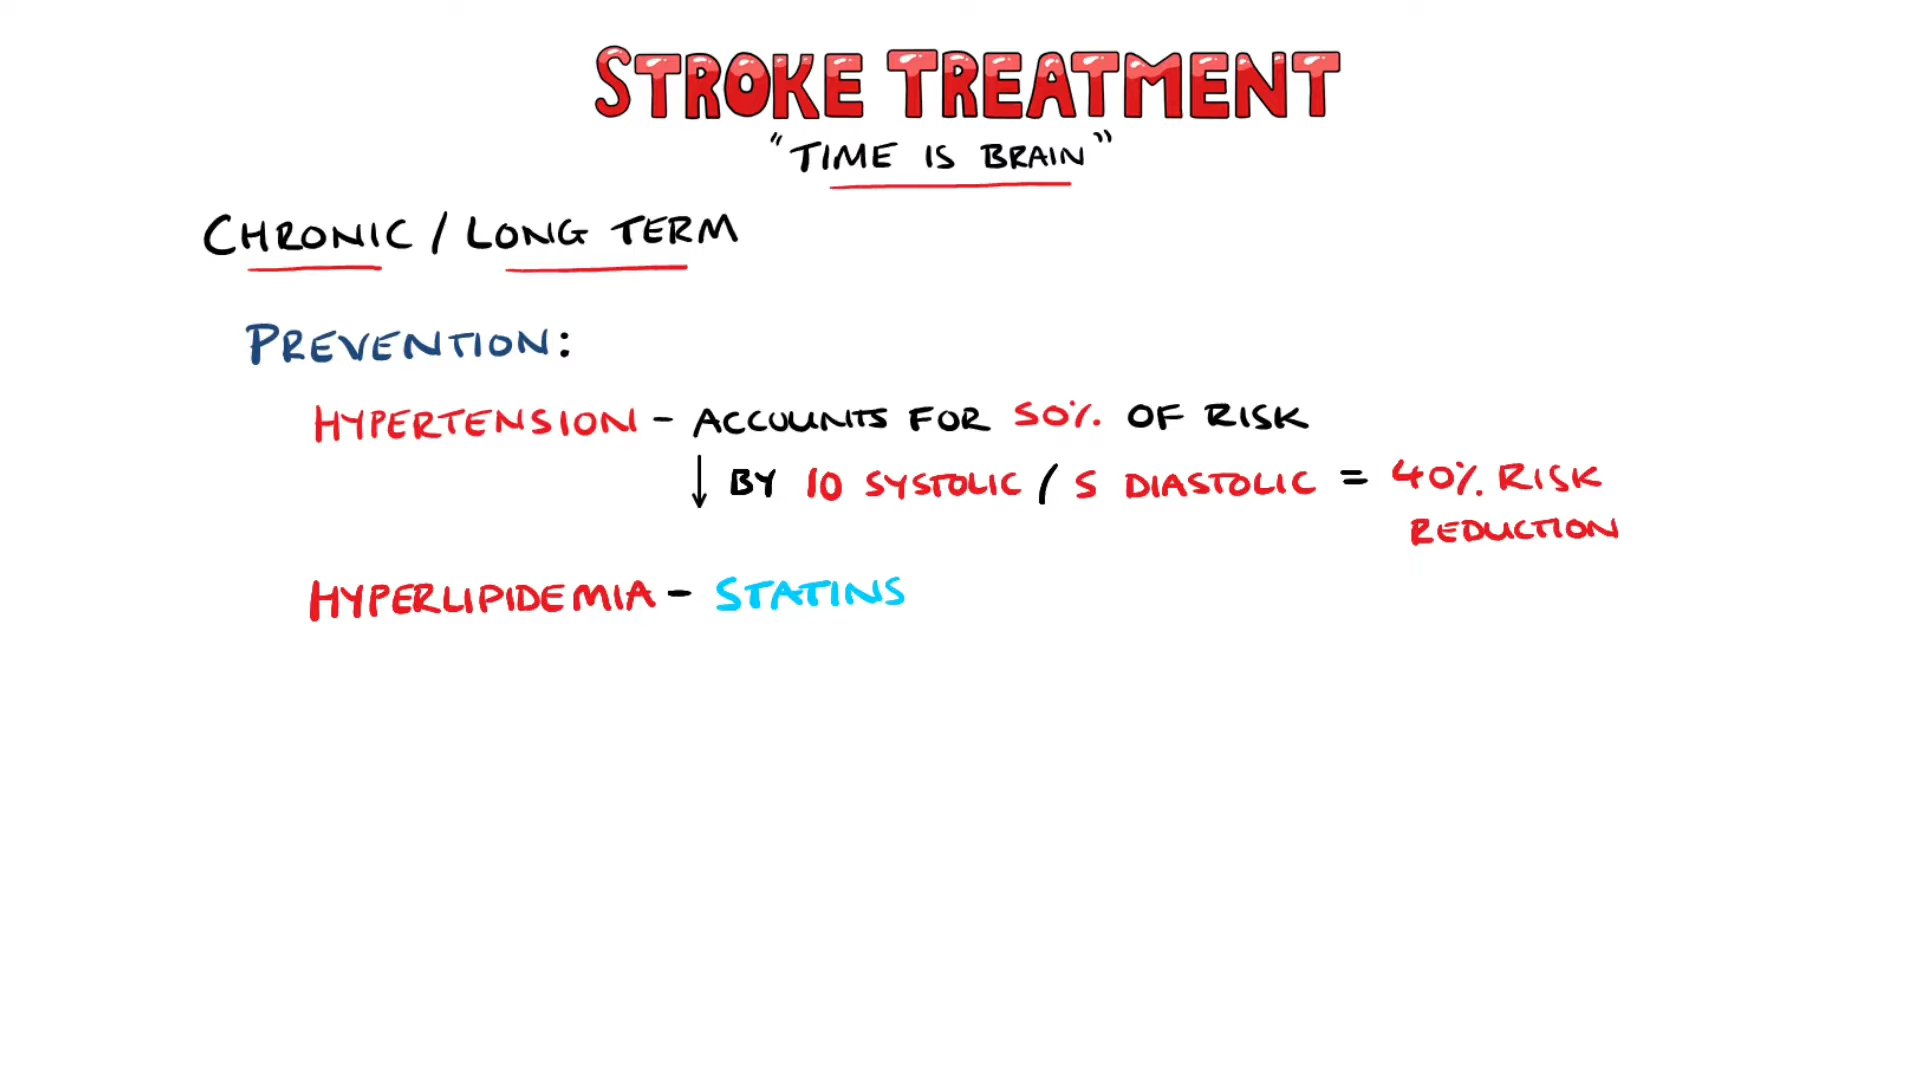 STROKE TREATMENT
"TIME IS BRAIN"
CHRONIC / LONG TERM
PREVENTION:
HYPERTENSION - ACCOUNTS FOR 50% OF RISK
↓ BY 10 SYSTOLIC / 5 DIASTOLIC = 40% RISK
REDUCTION
HYPERLIPIDEMIA - STATINS